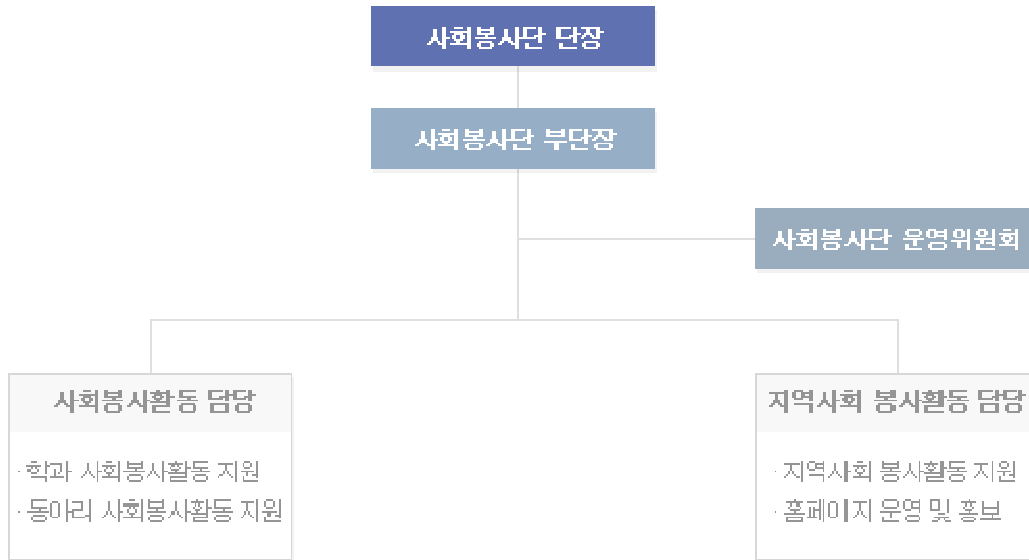 사회봉사단 단장
사회봉사단 부단장
사회봉사단 운영위원회
사회봉사활동 담당
· 학과 사회봉사활동 지원
· 동아리 사회봉사활동 지원
지역사회 봉사활동 담당
· 지역사회 봉사활동 지원
· 홈페이지 운영 및 홍보